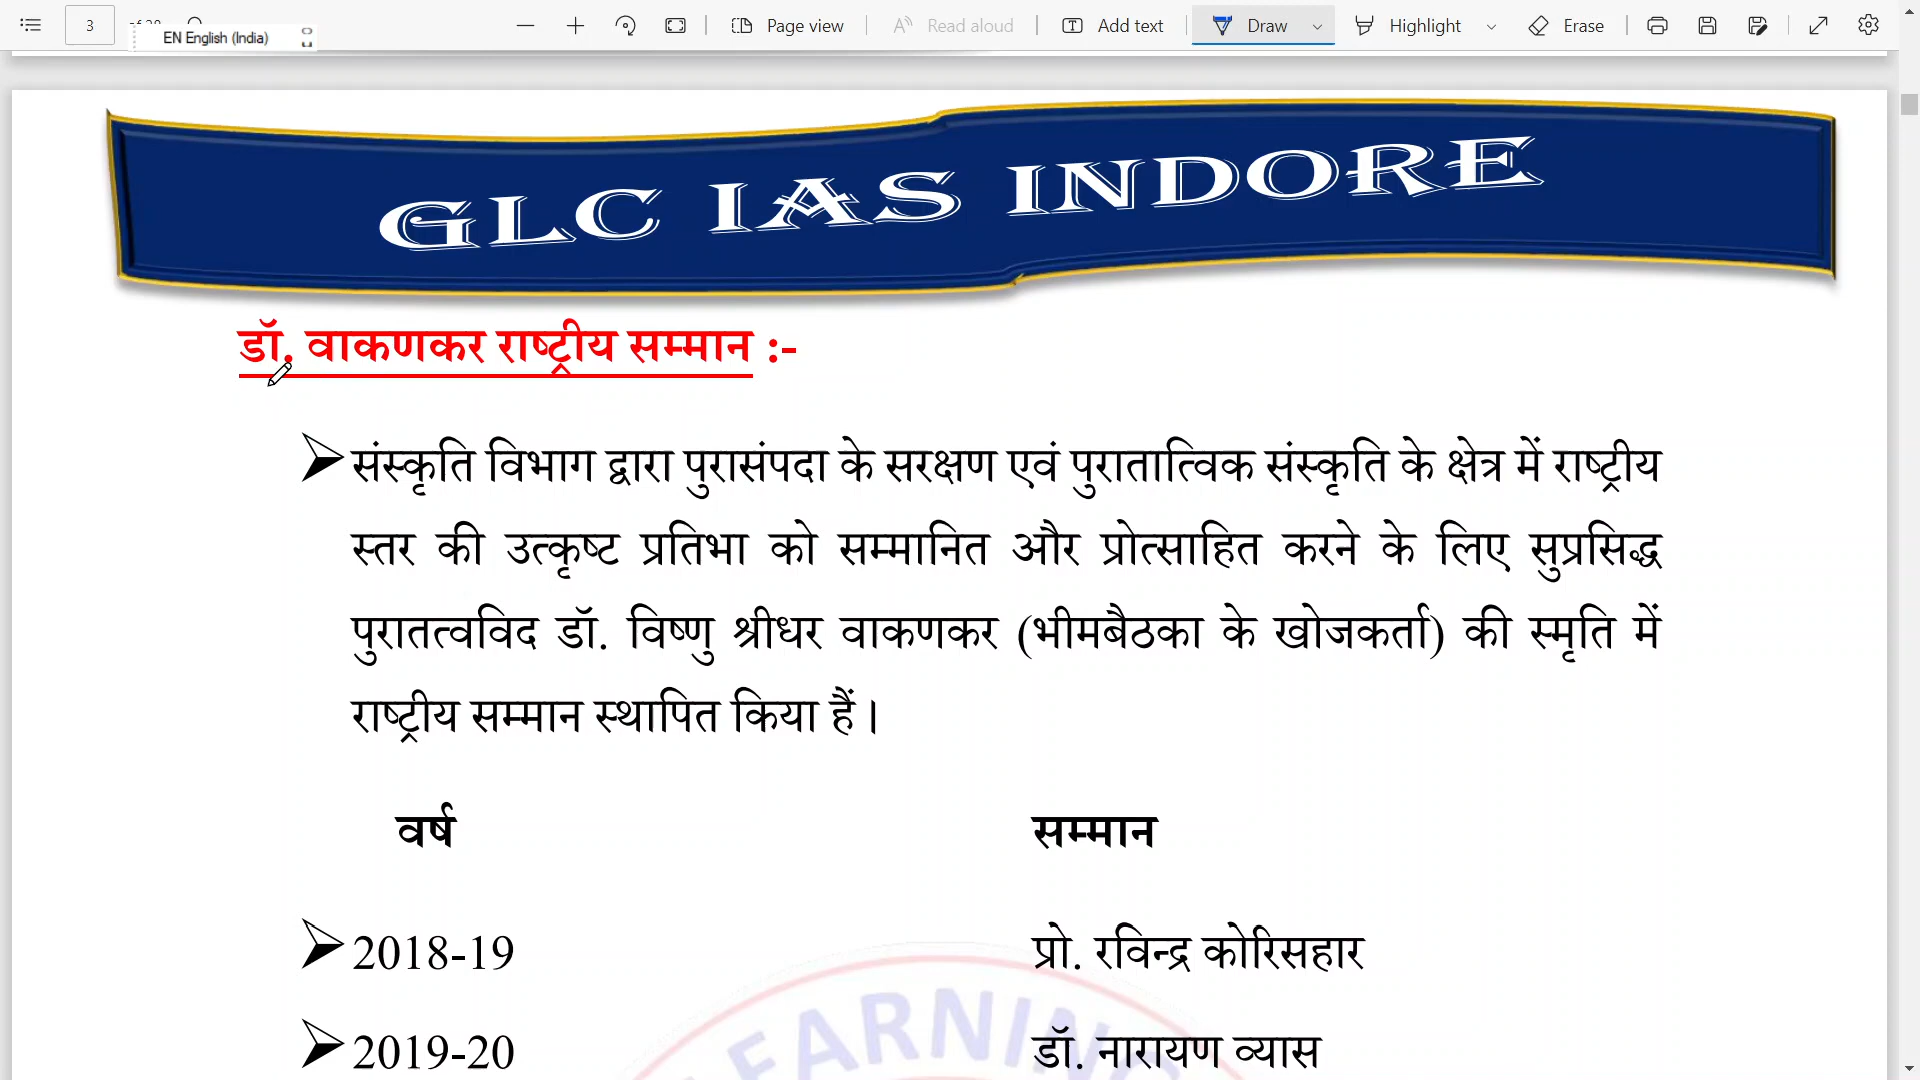 3 of 28
EN English (India)
Page view
Read aloud
Add text
Draw
Highlight
Erase
GLC IAS INDORE
डॉ. वाकणकर राष्ट्रीय सम्मान :-
संस्कृति विभाग द्वारा पुरासंपदा के सरक्षण एवं पुरातात्विक संस्कृति के क्षेत्र में राष्ट्रीय
स्तर की उत्कृष्ट प्रतिभा को सम्मानित और प्रोत्साहित करने के लिए सुप्रसिद्ध
पुरातत्वविद डॉ. विष्णु श्रीधर वाकणकर (भीमबैठका के खोजकर्ता) की स्मृति में
राष्ट्रीय सम्मान स्थापित किया हैं।
वर्ष सम्मान
2018-19 प्रो. रविन्द्र कोरिसहार
2019-20 डॉ. नारायण व्यास